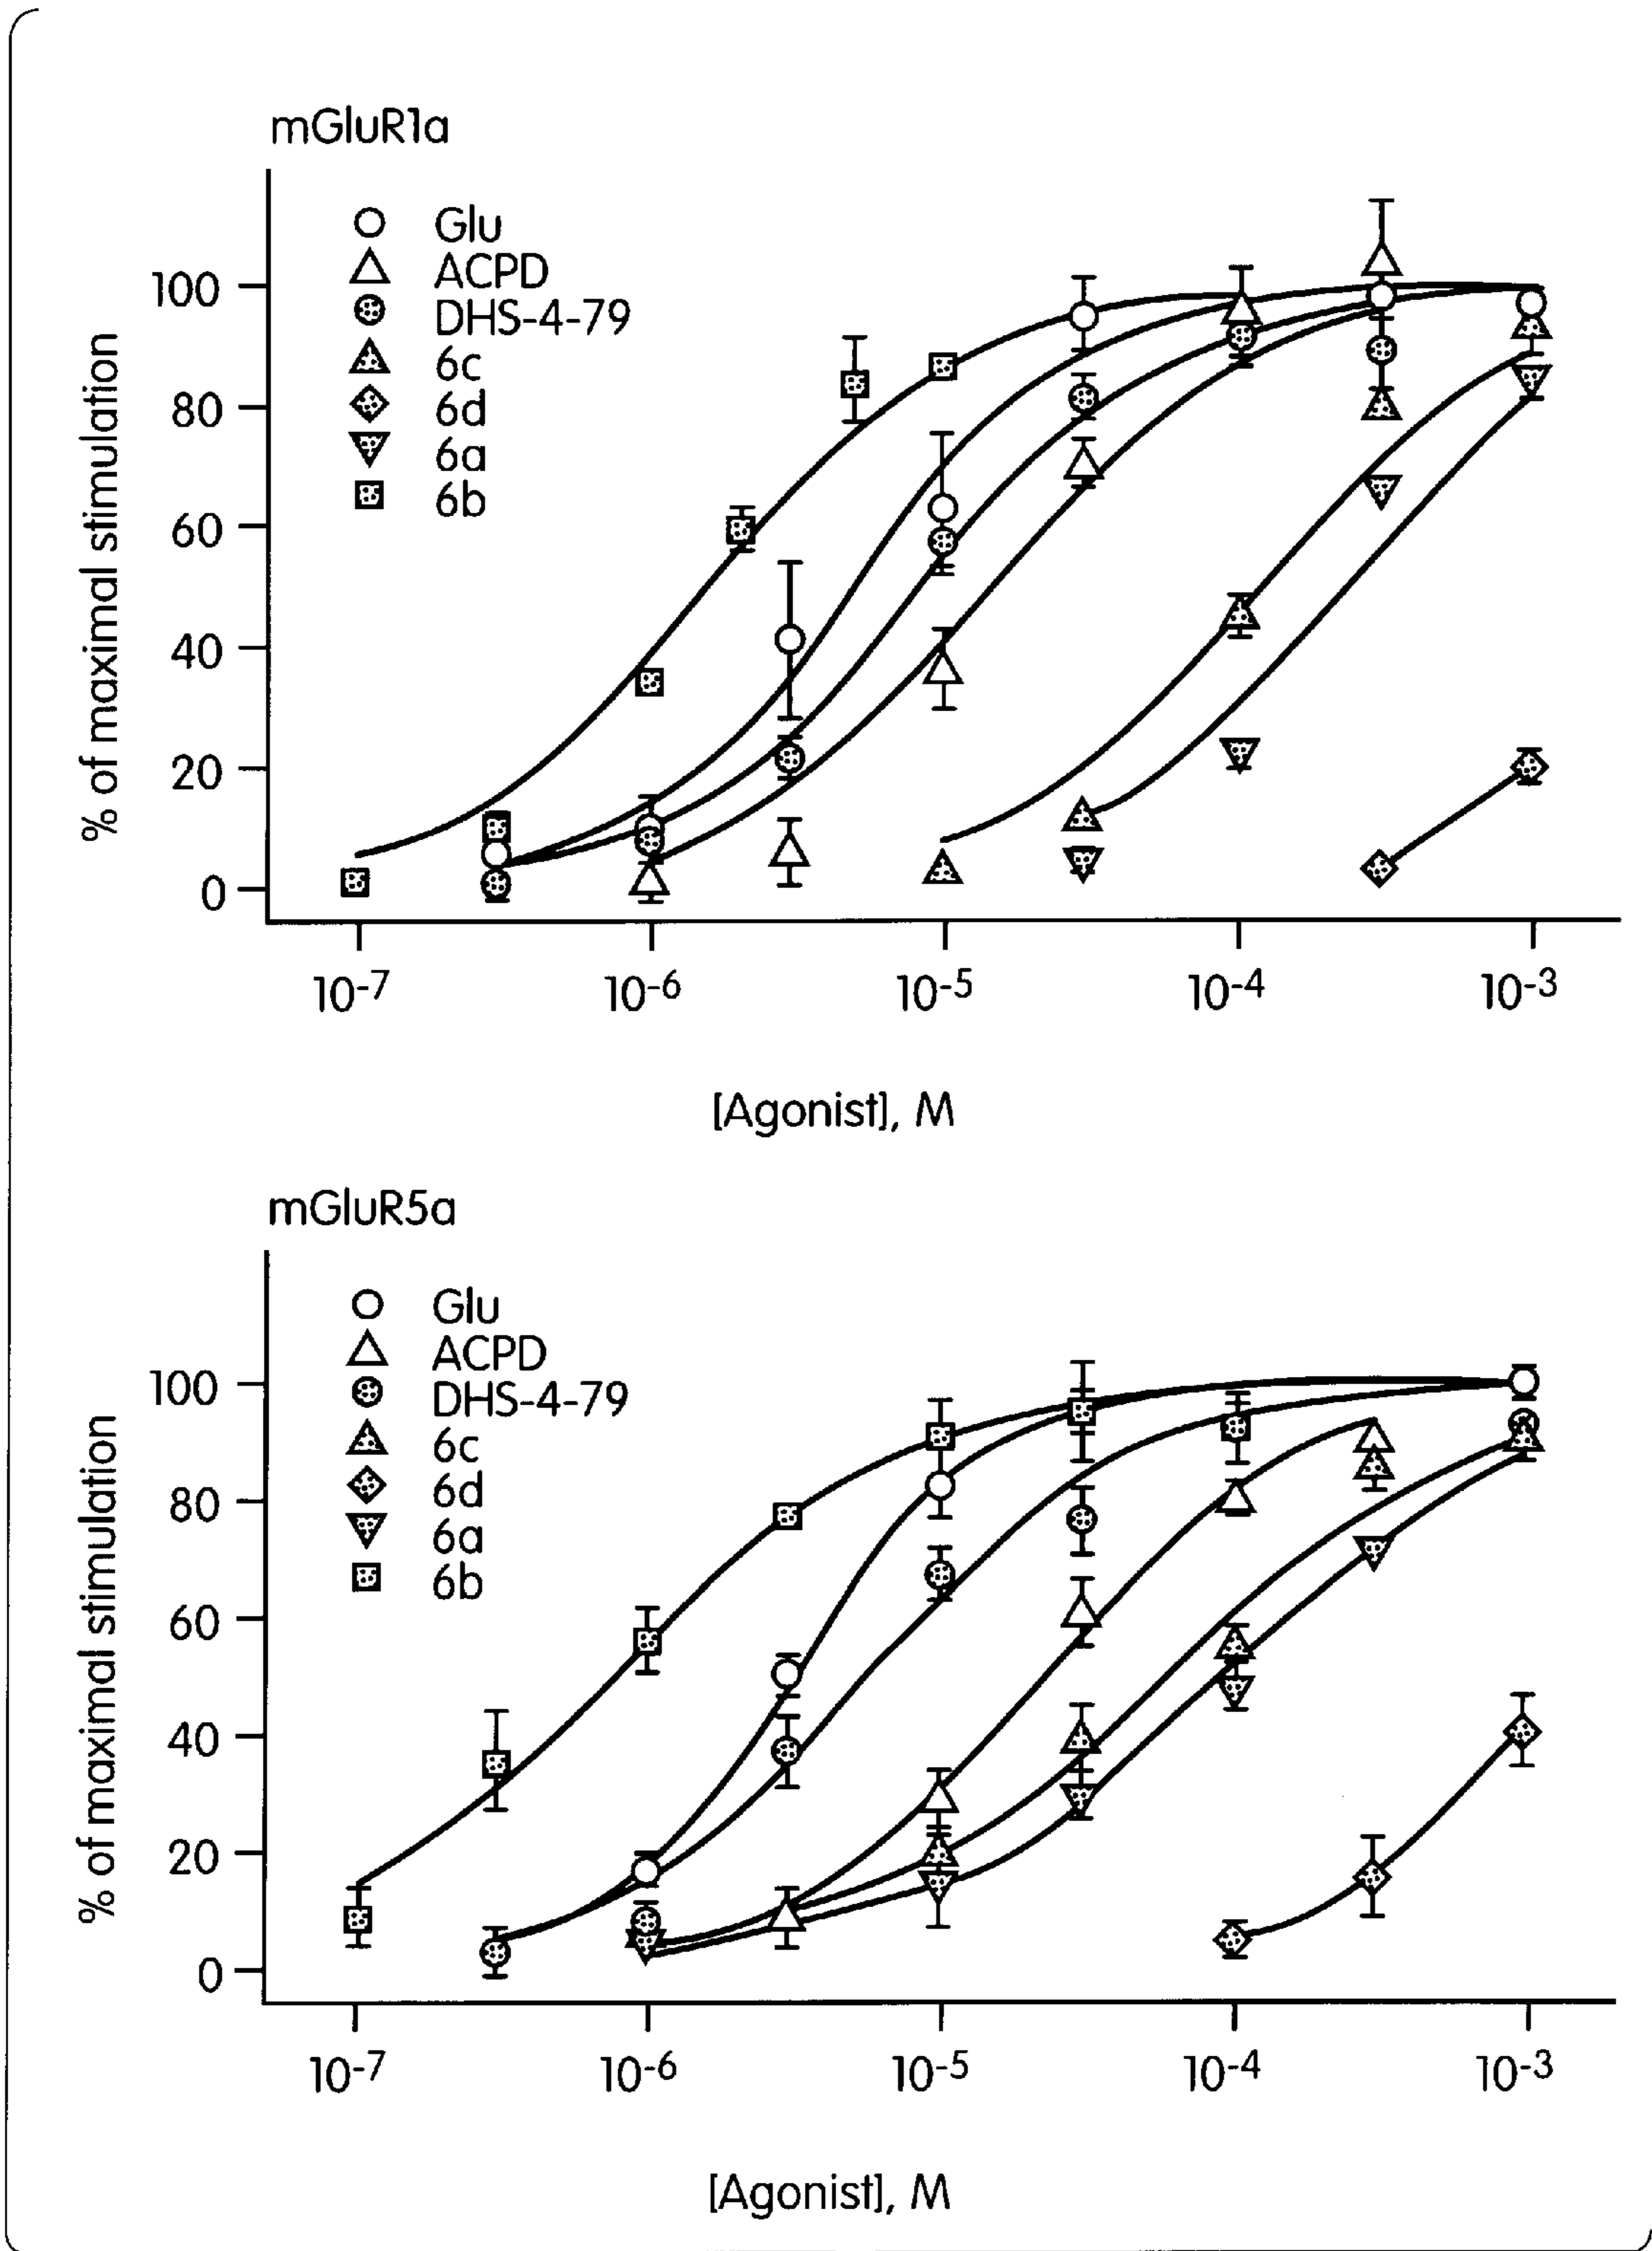 mGluR1a
Glu
ACPD
DHS-4-79
6c
6d
6a
6b
100
80
60
40
20
0
% of maximal stimulation
10-7 10-6 10-5 10-4 10-3
[Agonist], M
mGluR5a
Glu
ACPD
DHS-4-79
6c
6d
6a
6b
100
80
60
40
20
0
% of maximal stimulation
10-7 10-6 10-5 10-4 10-3
[Agonist], M